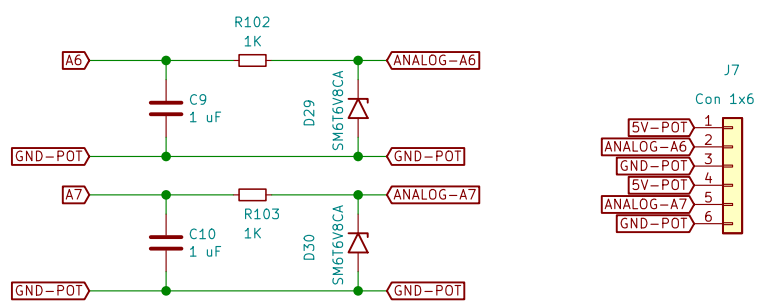 R102
1K
A6
ANALOG-A6
C9
1 uF
D29
SM6T6V8CA
GND-POT
GND-POT
A7
ANALOG-A7
R103
1K
C10
1 uF
D30
SM6T6V8CA
GND-POT
GND-POT
J7
Con 1x6
5V-POT 1
ANALOG-A6 2
GND-POT 3
5V-POT 4
ANALOG-A7 5
GND-POT 6